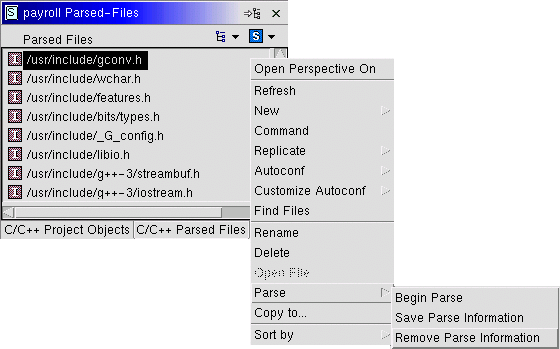 S payroll Parsed-Files
Parsed Files
S
I /usr/include/gconv.h
I /usr/include/wchar.h
I /usr/include/features.h
I /usr/include/bits/types.h
I /usr/include/_G_config.h
I /usr/include/libio.h
I /usr/include/g++-3/streambuf.h
I /usr/include/g++-3/iostream.h
C/C++ Project Objects C/C++ Parsed Files
Open Perspective On
Refresh
New
Command
Replicate
Autoconf
Customize Autoconf
Find Files
Rename
Delete
Open File
Parse
Copy to...
Sort by
Begin Parse
Save Parse Information
Remove Parse Information